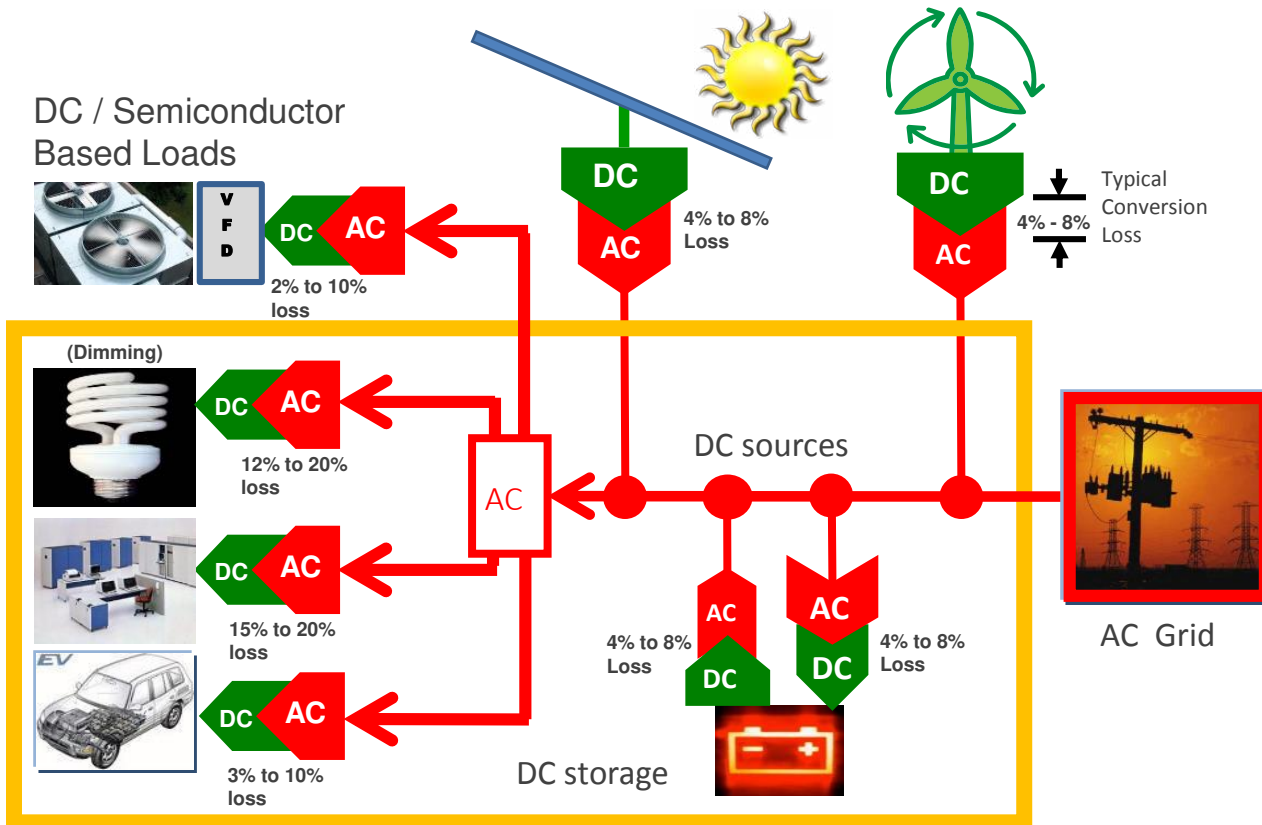 DC / Semiconductor
Based Loads
V
F
D
DC
AC
2% to 10%
loss
DC
AC
4% to 8%
Loss
DC
AC
4% - 8%
Typical
Conversion
Loss
(Dimming)
DC
AC
12% to 20%
loss
DC
AC
15% to 20%
loss
EV
DC
AC
3% to 10%
loss
AC
DC sources
AC
DC
4% to 8%
Loss
AC
DC
4% to 8%
Loss
- +
DC storage
AC Grid